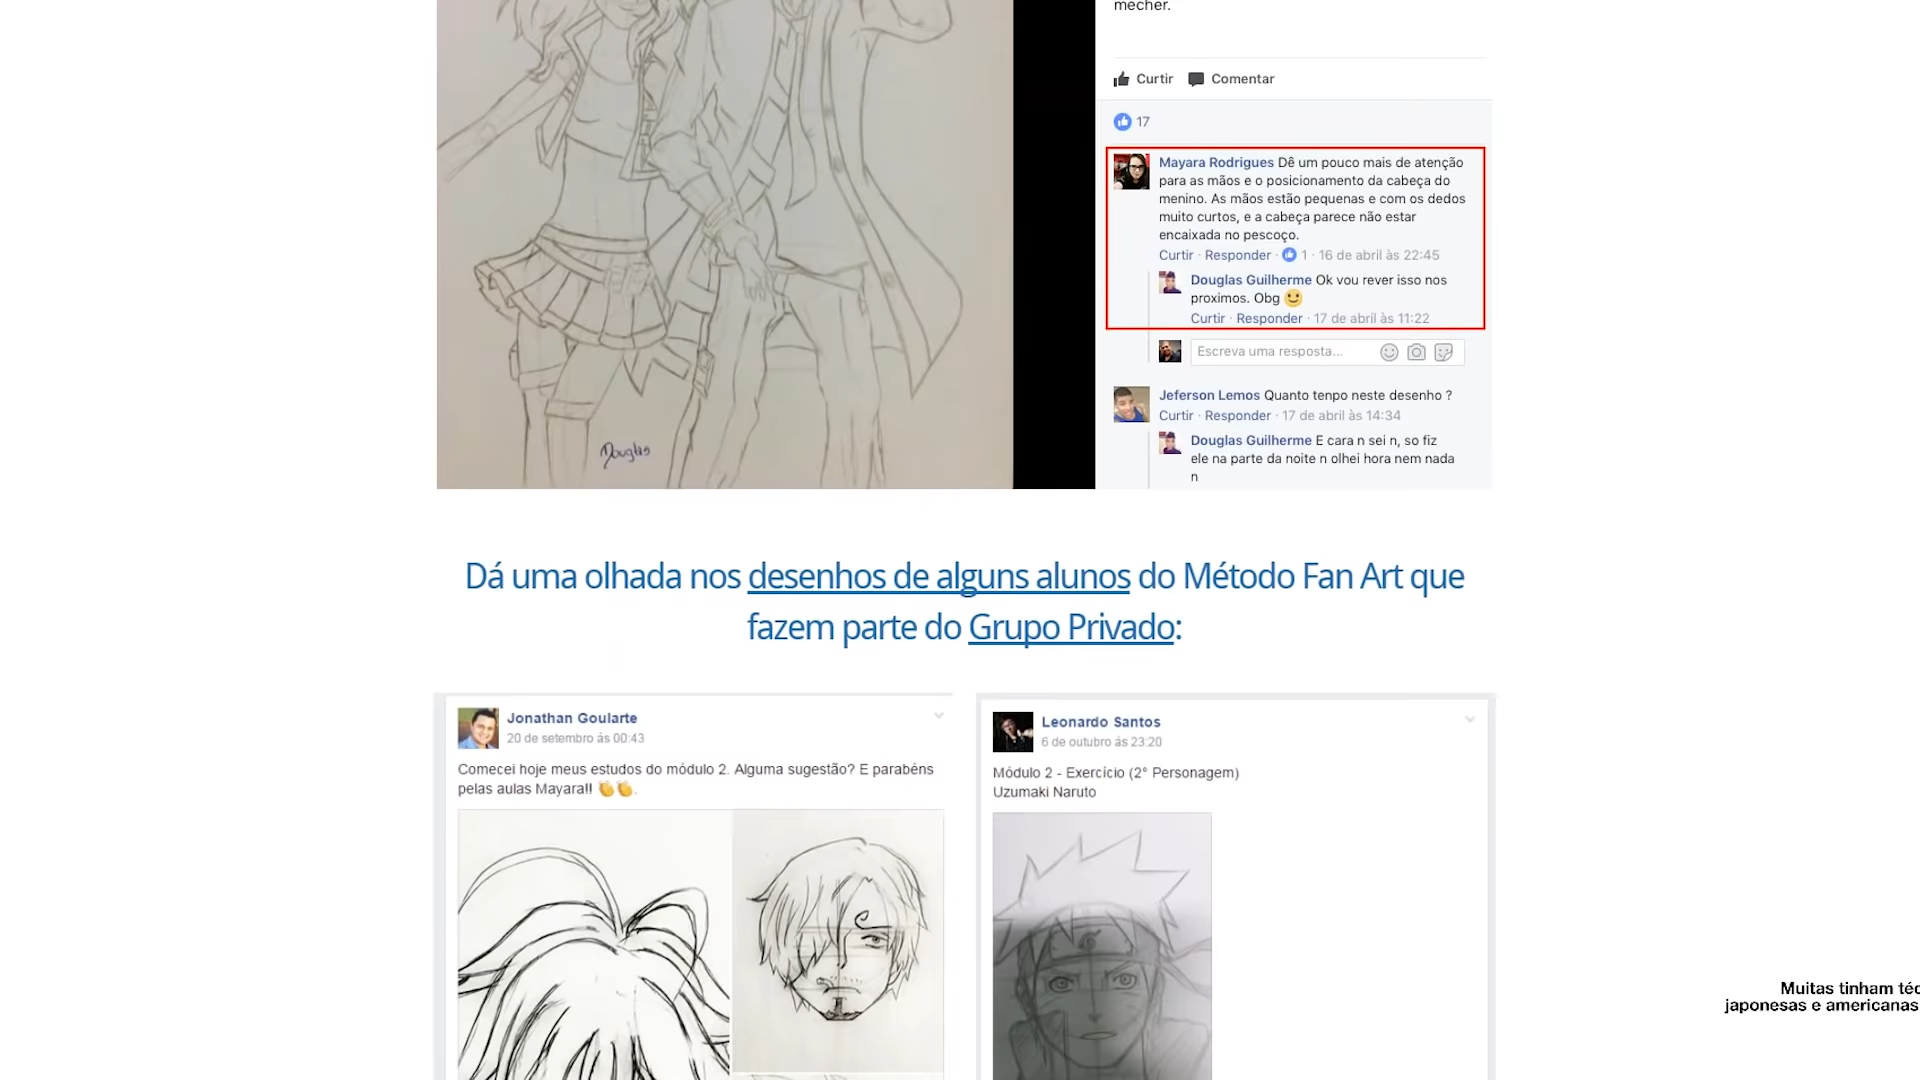 mecher.
Curtir Comentar
17
Mayara Rodrigues Dê um pouco mais de atenção
para as mãos e o posicionamento da cabeça do
menino. As mãos estão pequenas e com os dedos
muito curtos, e a cabeça parece não estar
encaixada no pescoço.
Curtir · Responder · 1 · 16 de abril às 22:45
Douglas Guilherme Ok vou rever isso nos
proximos. Obg
Curtir · Responder · 17 de abril às 11:22
Escreva uma resposta...
Jeferson Lemos Quanto tenpo neste desenho ?
Curtir · Responder · 17 de abril às 14:34
Douglas Guilherme E cara n sei n, so fiz
ele na parte da noite n olhei hora nem nada
n
Douglas
Dá uma olhada nos desenhos de alguns alunos do Método Fan Art que
fazem parte do Grupo Privado:
Jonathan Goularte
20 de setembro ás 00:43
Comecei hoje meus estudos do módulo 2. Alguma sugestão? E parabéns
pelas aulas Mayara!! .
Leonardo Santos
6 de outubro ás 23:20
Módulo 2 - Exercício (2° Personagem)
Uzumaki Naruto
Muitas tinham
japonesas e americanas